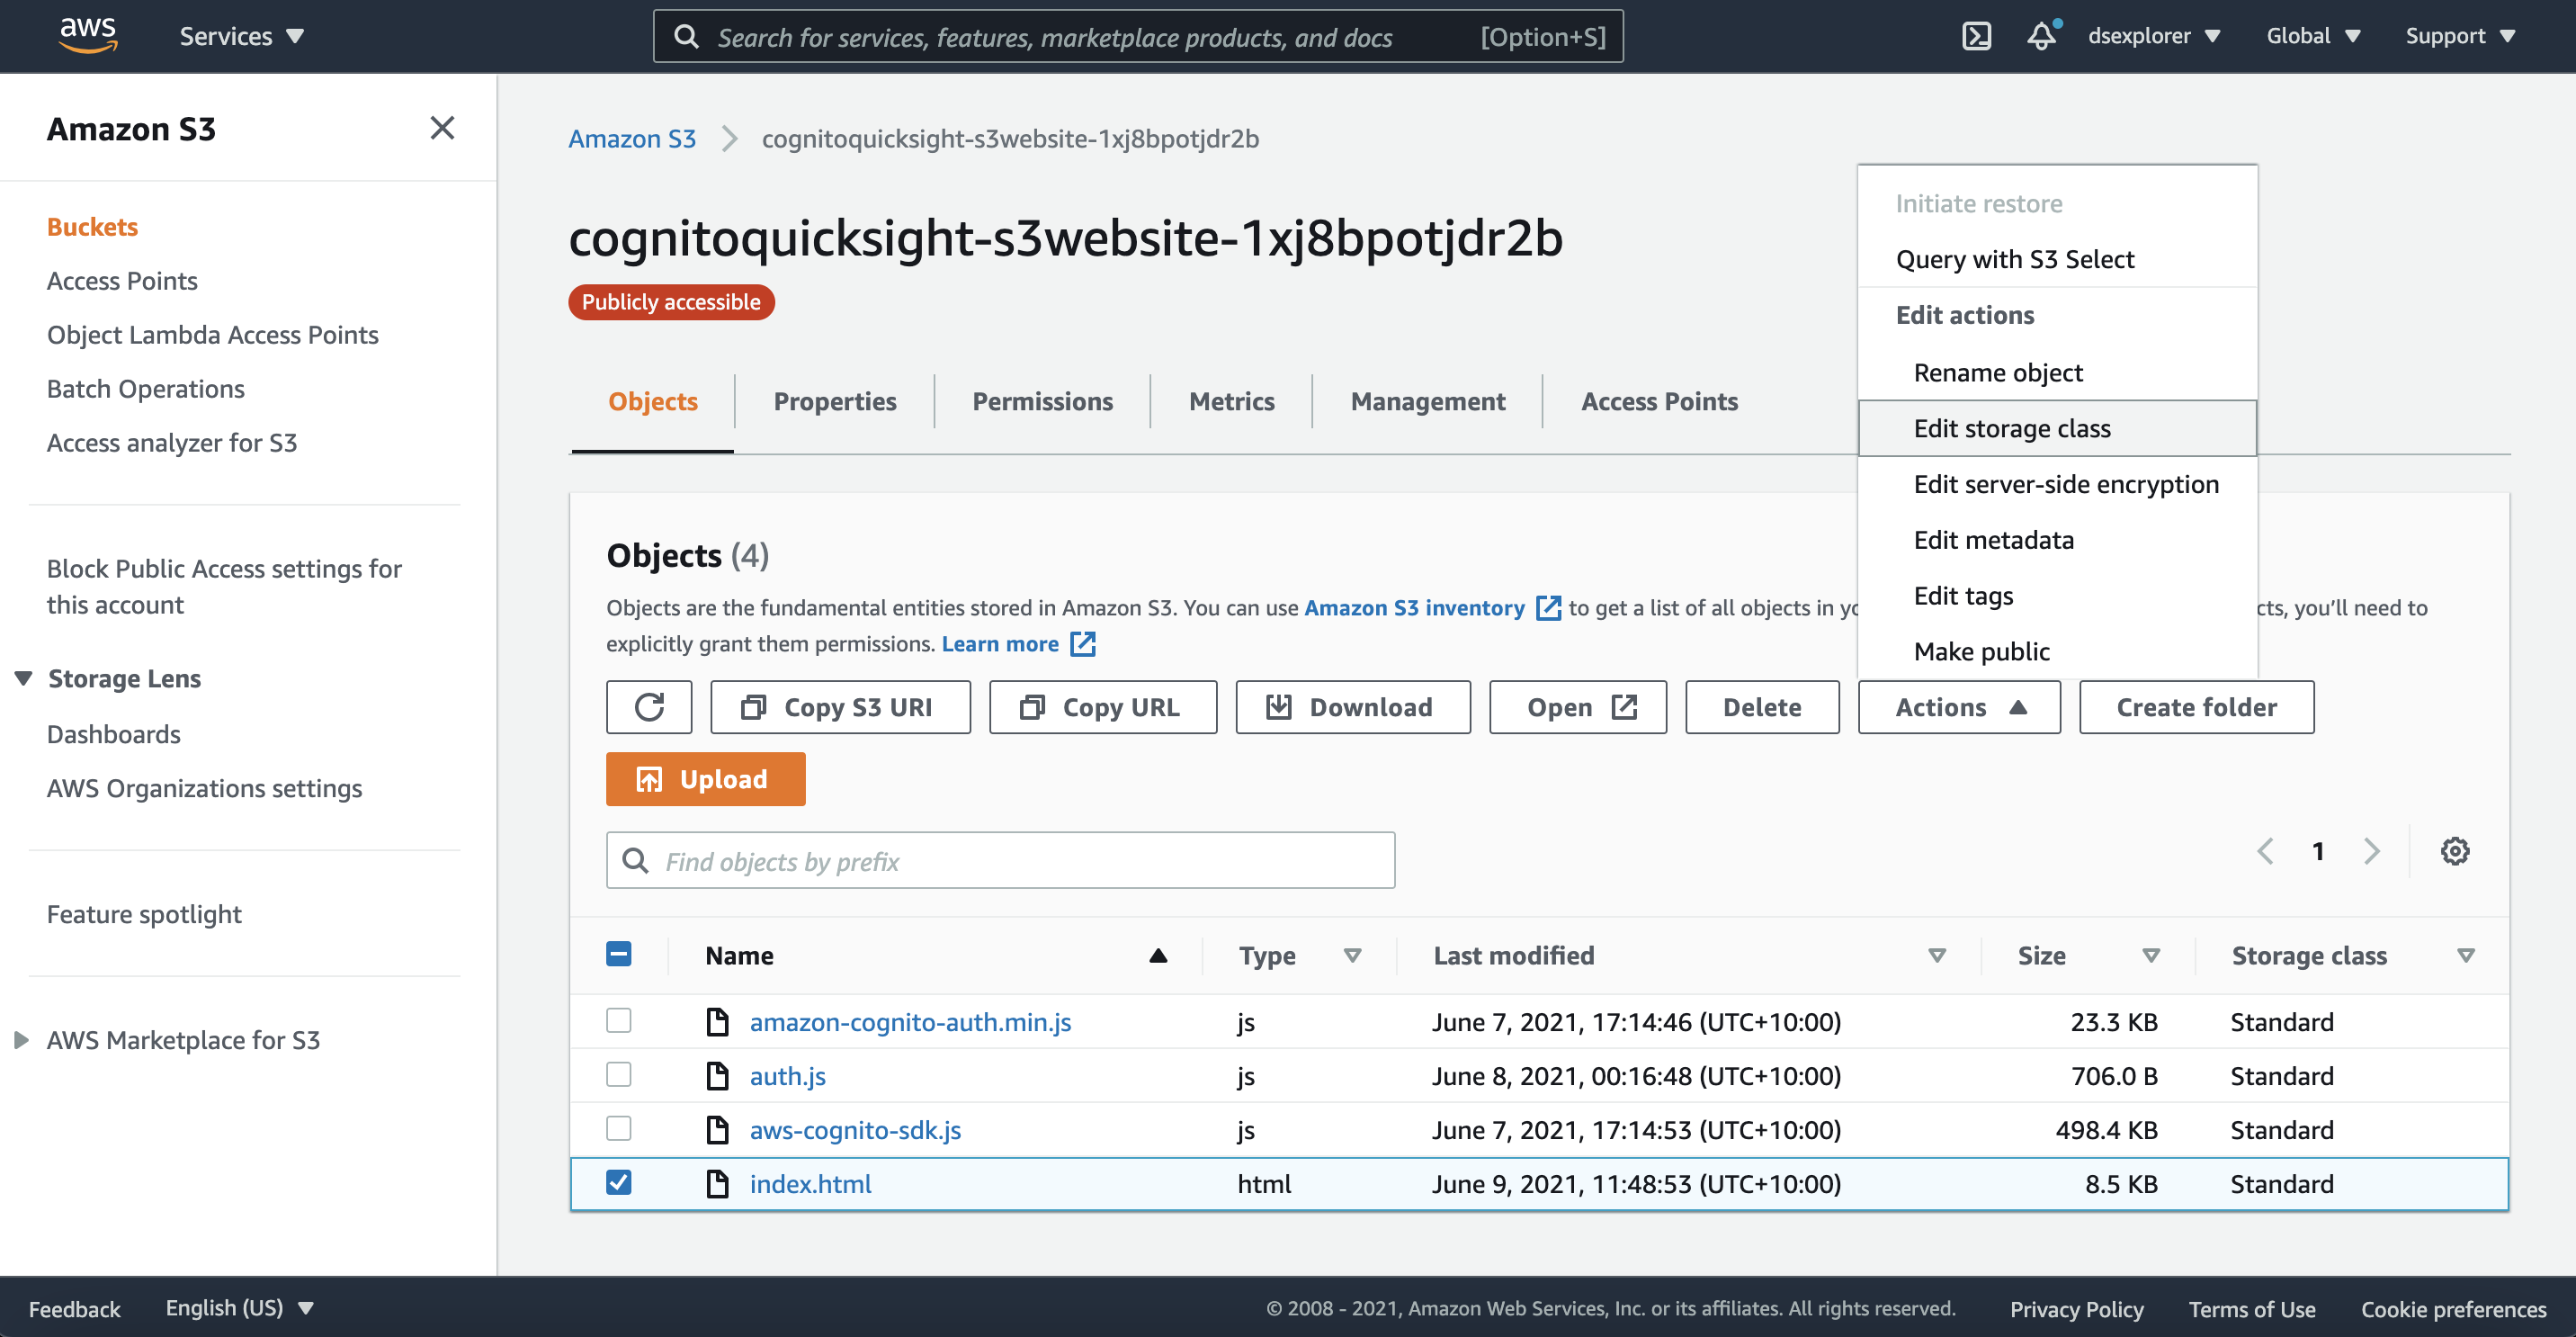 aws
Services
Search for services, features, marketplace products, and docs [Option+S]
dsexplorer
Global
Support
Amazon S3
Buckets
Access Points
Object Lambda Access Points
Batch Operations
Access analyzer for S3
Block Public Access settings for
this account
Storage Lens
Dashboards
AWS Organizations settings
Feature spotlight
AWS Marketplace for S3
Amazon S3
cognitoquicksight-s3website-1xj8bpotjdr2b
cognitoquicksight-s3website-1xj8bpotjdr2b
Publicly accessible
Objects
Properties
Permissions
Metrics
Management
Access Points
Initiate restore
Query with S3 Select
Edit actions
Rename object
Edit storage class
Edit server-side encryption
Edit metadata
Edit tags
Make public
Objects (4)
Objects are the fundamental entities stored in Amazon S3. You can use Amazon S3 inventory to get a list of all objects in you'll need to
explicitly grant them permissions. Learn more
Copy S3 URI
Copy URL
Download
Open
Delete
Actions
Create folder
Upload
Find objects by prefix
1
Name Type Last modified Size Storage class
amazon-cognito-auth.min.js js June 7, 2021, 17:14:46 (UTC+10:00) 23.3 KB Standard
auth.js js June 8, 2021, 00:16:48 (UTC+10:00) 706.0 B Standard
aws-cognito-sdk.js js June 7, 2021, 17:14:53 (UTC+10:00) 498.4 KB Standard
index.html html June 9, 2021, 11:48:53 (UTC+10:00) 8.5 KB Standard
Feedback
English (US)
© 2008 - 2021, Amazon Web Services, Inc. or its affiliates. All rights reserved.
Privacy Policy
Terms of Use
Cookie preferences